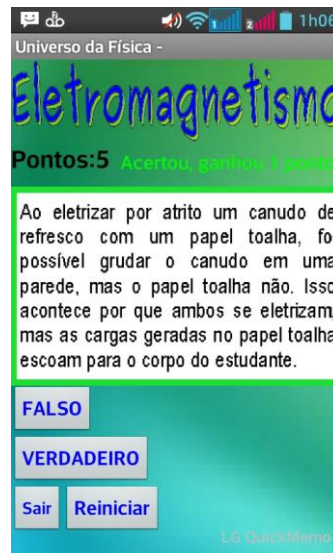 1h06
Universo da Física -
Eletromagnetismo
Pontos:5 Acertou, ganhou 1 ponto
Ao eletrizar por atrito um canudo de
refresco com um papel toalha, fo
possível grudar o canudo em uma
parede, mas o papel toalha não. Isso
acontece por que ambos se eletrizam,
mas as cargas geradas no papel toalha
escoam para o corpo do estudante.
FALSO
VERDADEIRO
Sair Reiniciar
LG QuickMemo